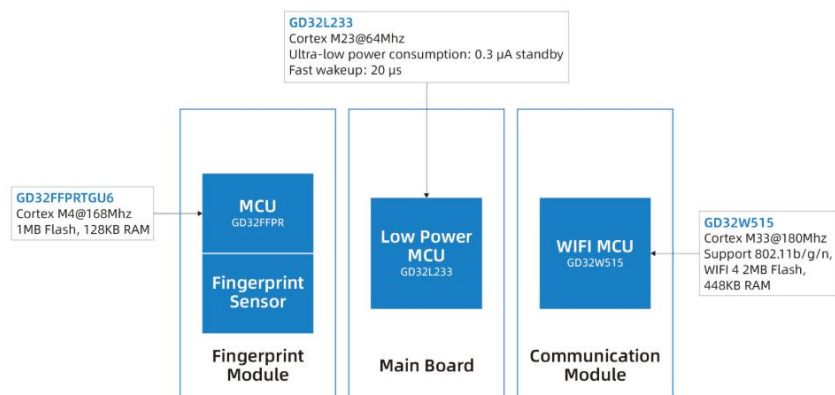 GD32L233
Cortex M23@64Mhz
Ultra-low power consumption: 0.3 μA standby
Fast wakeup: 20 μs
GD32FFPRTGU6
Cortex M4@168Mhz
1MB Flash, 128KB RAM
MCU
GD32FFPR
Fingerprint
Sensor
Fingerprint
Module
Low Power
MCU
GD32L233
Main Board
WIFI MCU
GD32W515
Communication
Module
GD32W515
Cortex M33@180Mhz
Support 802.11b/g/n,
WIFI 4 2MB Flash,
448KB RAM